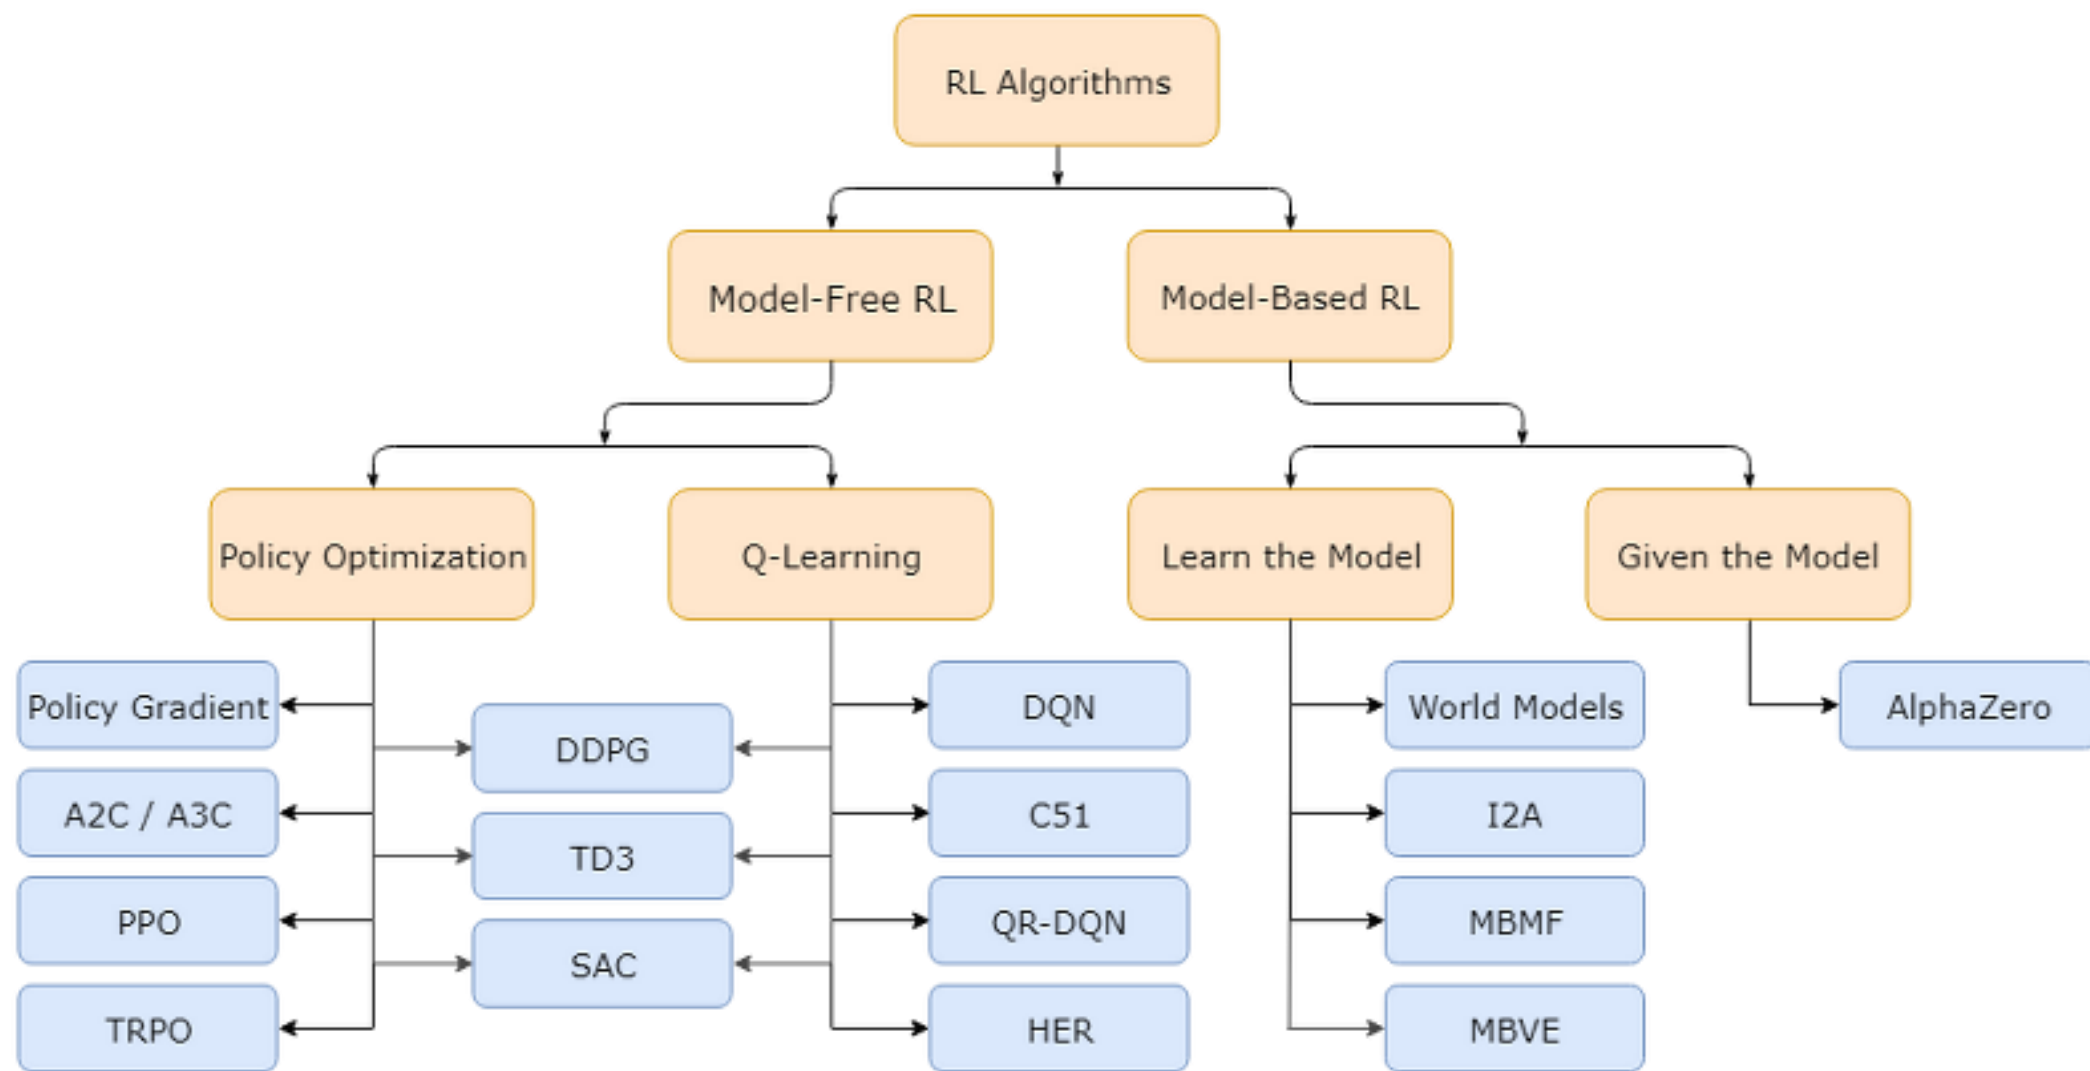 RL Algorithms
Model-Free RL
Model-Based RL
Policy Optimization
Q-Learning
Learn the Model
Given the Model
Policy Gradient
DDPG
DQN
World Models
AlphaZero
A2C / A3C
TD3
C51
I2A
PPO
SAC
QR-DQN
MBMF
TRPO
HER
MBVE